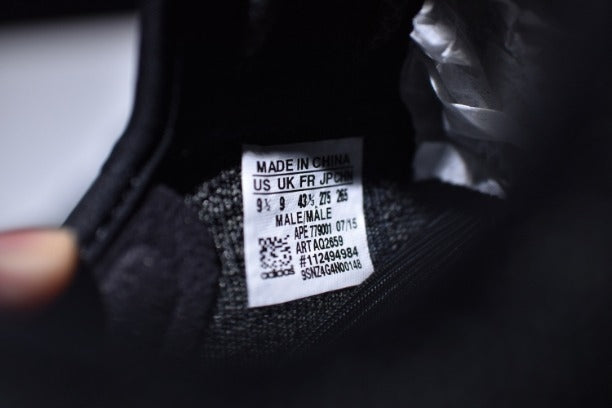 MADE IN CHINA
US UK FR JP CHN
9½ 9 43⅓ 275 265
MALE/MÂLE
APE 779001 07/15
ART AQ2659
#112494984
adidas 9SNZAG4N00148